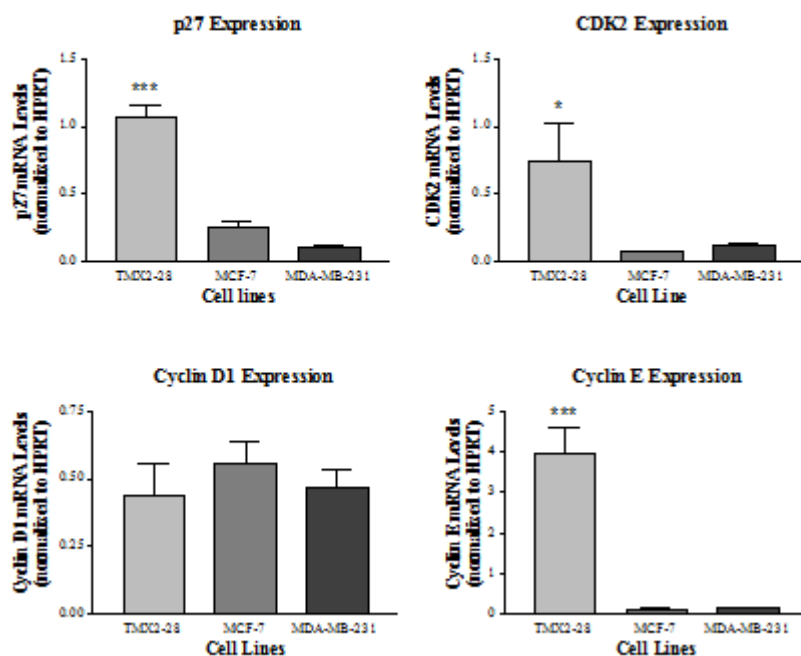 p27 Expression
p27 mRNA Levels
(normalized to HPRT)
1.5
1.0
0.5
0.0
***
TMX2-28 MCF-7 MDA-MB-231
Cell lines
CDK2 Expression
CDK2 mRNA Levels
(normalized to HPRT)
1.5
1.0
0.5
0.0
*
TMX2-28 MCF-7 MDA-MB-231
Cell Line
Cyclin D1 Expression
Cyclin D1 mRNA Levels
(normalized to HPRT)
0.75
0.50
0.25
0.00
TMX2-28 MCF-7 MDA-MB-231
Cell Lines
Cyclin E Expression
Cyclin E mRNA Levels
(normalized to HPRT)
5
4
3
2
1
0
***
TMX2-28 MCF-7 MDA-MB-231
Cell Lines